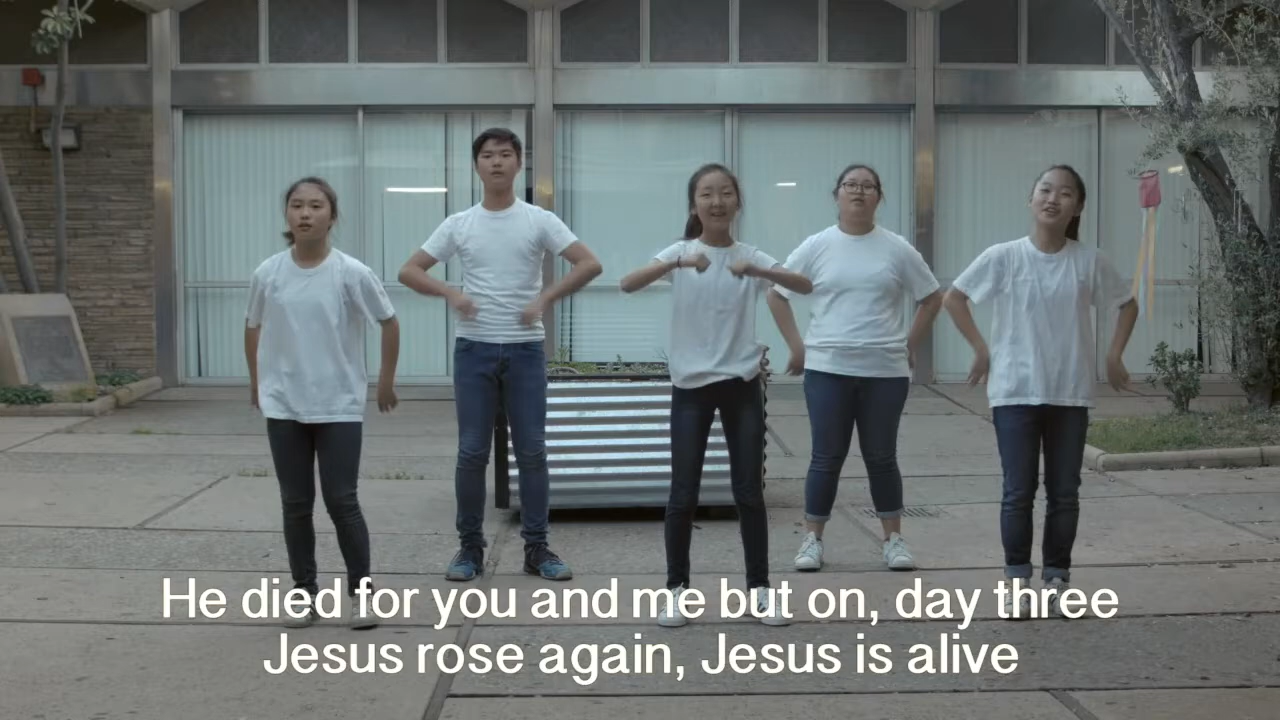 He died for you and me but on, day three
Jesus rose again, Jesus is alive